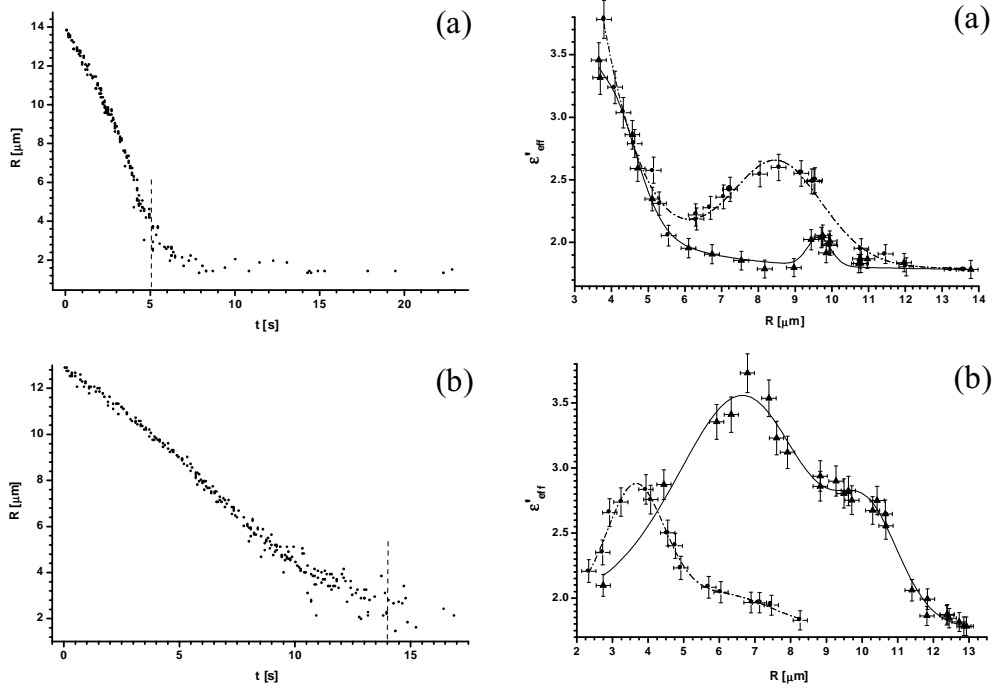 (a)
14
12
10
8
6
4
2
R [µm]
0 5 10 15 20
t [s]
(a)
3.5
3.0
2.5
2.0
ε'eff
3 4 5 6 7 8 9 10 11 12 13 14
R [µm]
(b)
12
10
8
6
4
2
R [µm]
0 5 10 15
t [s]
(b)
3.5
3.0
2.5
2.0
ε'eff
2 3 4 5 6 7 8 9 10 11 12 13
R [µm]